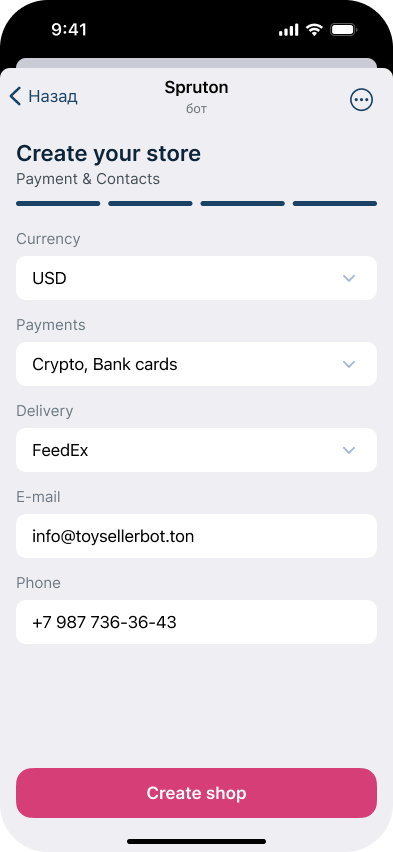 9:41
Назад
Spruton
бот
Create your store
Payment & Contacts
Currency
USD
Payments
Crypto, Bank cards
Delivery
FeedEx
E-mail
info@toysellerbot.ton
Phone
+7 987 736-36-43
Create shop